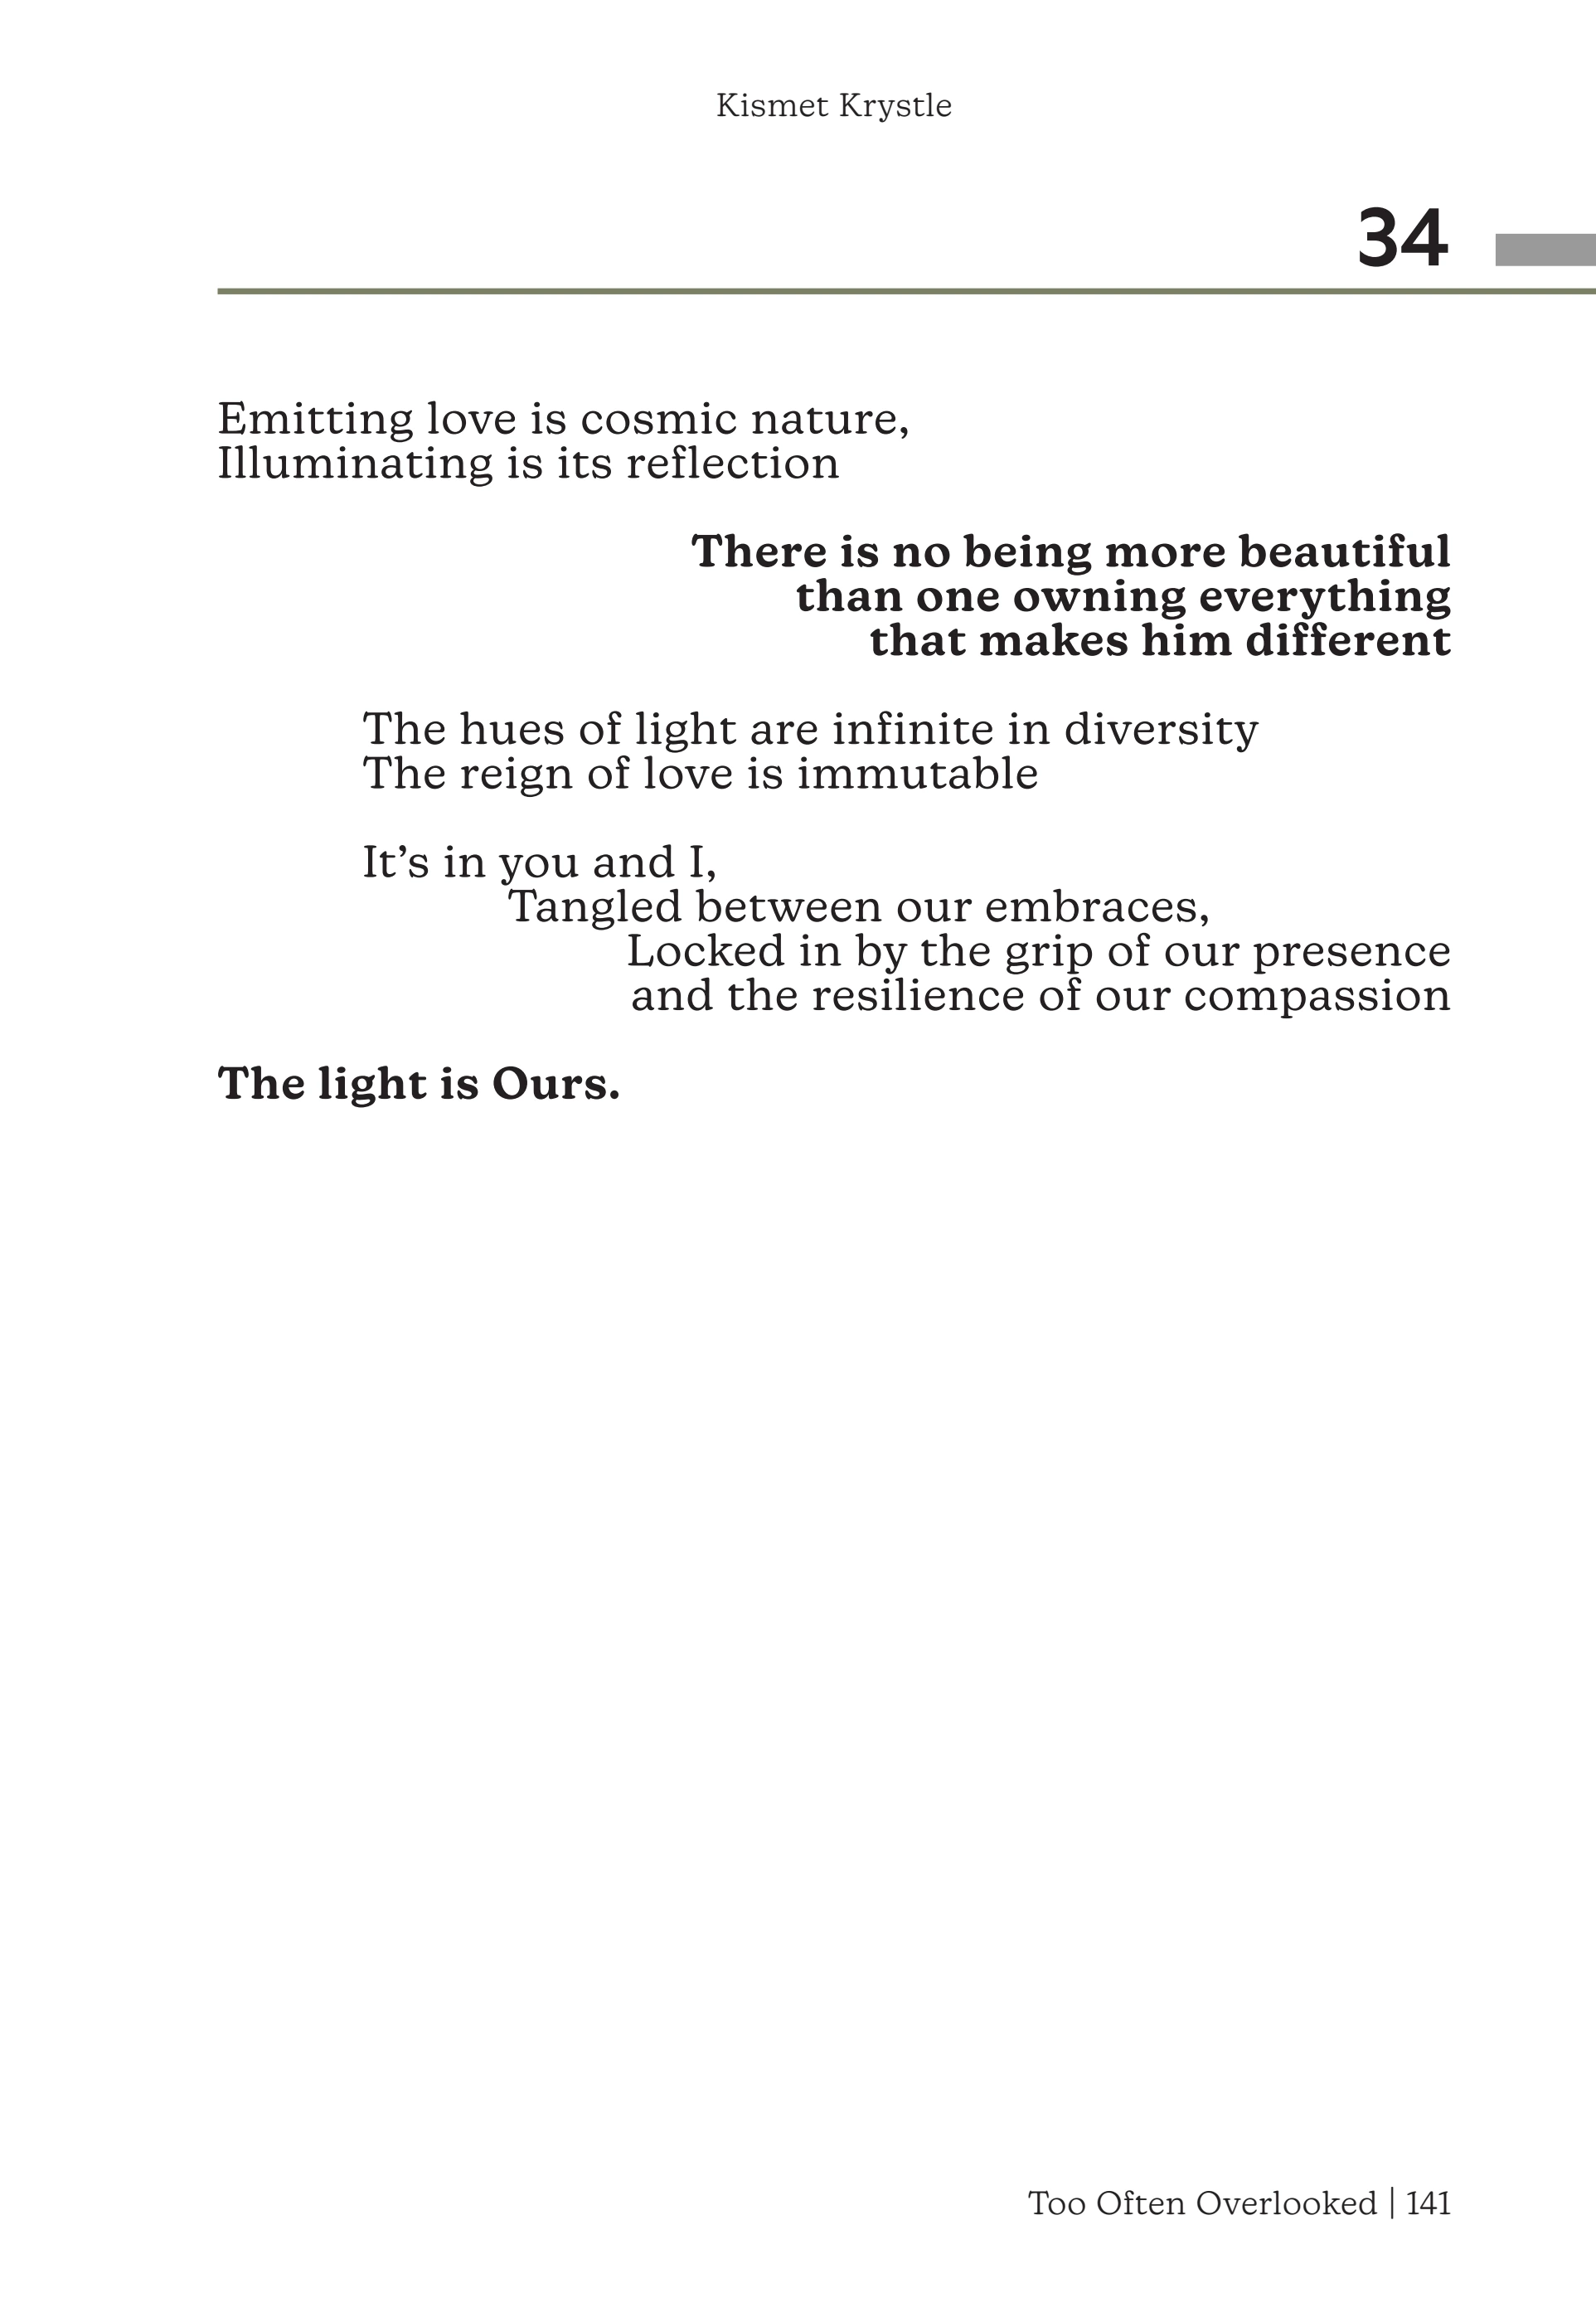 Kismet Krystle
34
Emitting love is cosmic nature,
Illuminating is its reflection
There is no being more beautiful
than one owning everything
that makes him different
The hues of light are infinite in diversity
The reign of love is immutable
It’s in you and I,
Tangled between our embraces,
Locked in by the grip of our presence
and the resilience of our compassion
The light is Ours.
Too Often Overlooked | 141